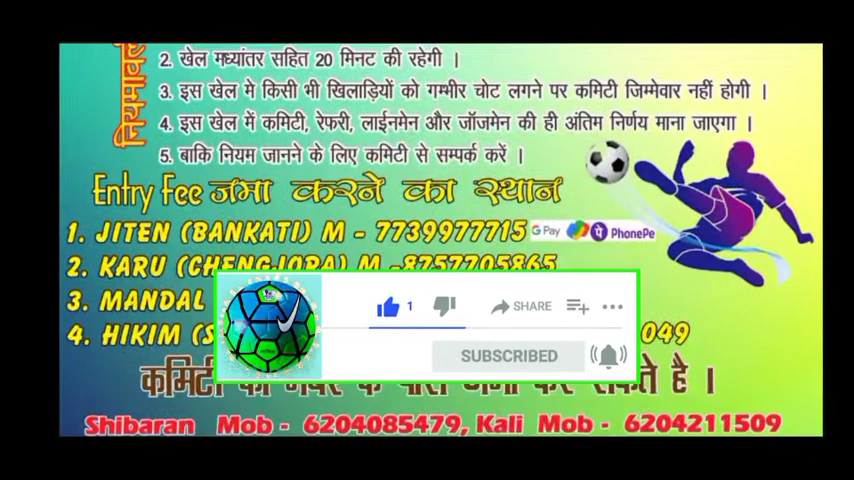 नियमावली
2. खेल मध्यांतर सहित 20 मिनट की रहेगी ।
3. इस खेल मे किसी भी खिलाड़ियों को गम्भीर चोट लगने पर कमिटी जिम्मेवार नहीं होगी ।
4. इस खेल में कमिटी, रेफरी, लाईनमेन और जॉजमेन की ही अंतिम निर्णय माना जाएगा ।
5. बाकि नियम जानने के लिए कमिटी से सम्पर्क करें ।
Entry Fee जमा करने का स्थान
1. JITEN (BANKATI) M - 7739977715 G Pay PhonePe
2. KARU (CHENGJORA) M -8757705865
3. MANDAL
1 SHARE
4. HIKIM (S 049
SUBSCRIBED
कमिटी सकते है ।
Shibaran Mob - 6204085479, Kali Mob - 6204211509